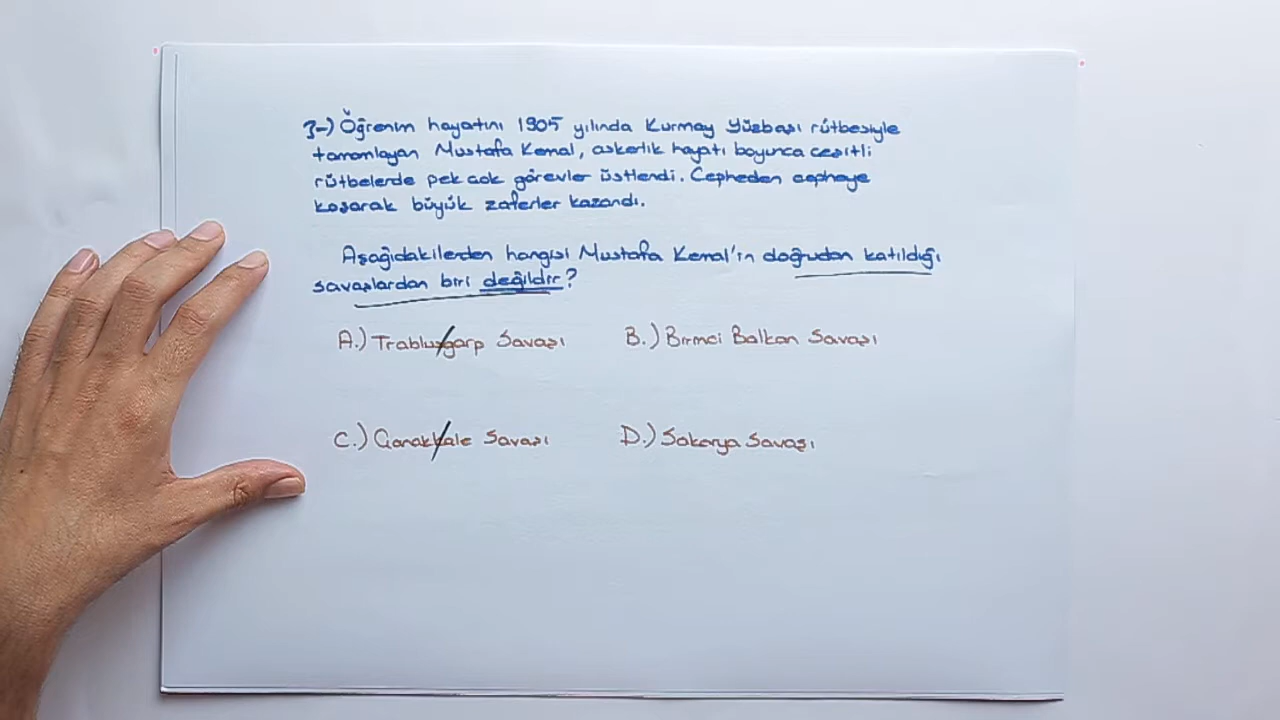 3-) Öğrenim hayatını 1905 yılında Kurmay Yüzbaşı rütbesiyle
tamamlayan Mustafa Kemal, askerlik hayatı boyunca çeşitli
rütbelerde pek çok görevler üstlendi. Cepheden cepheye
koşarak büyük zaferler kazandı.
Aşağıdakilerden hangisi Mustafa Kemal'in doğrudan katıldığı
savaşlardan biri değildir?
A.) Trablusgarp Savaşı B.) Birinci Balkan Savaşı
C.) Çanakkale Savaşı D.) Sakarya Savaşı